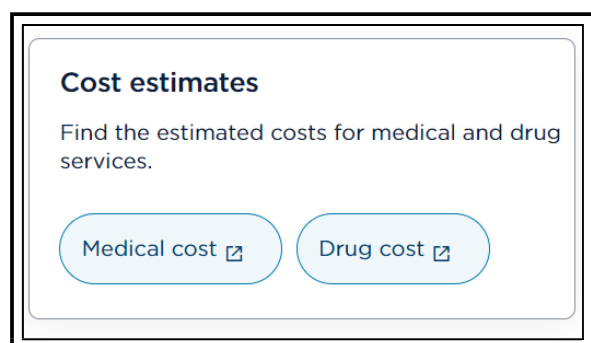 Cost estimates
Find the estimated costs for medical and drug
services.
Medical cost
Drug cost